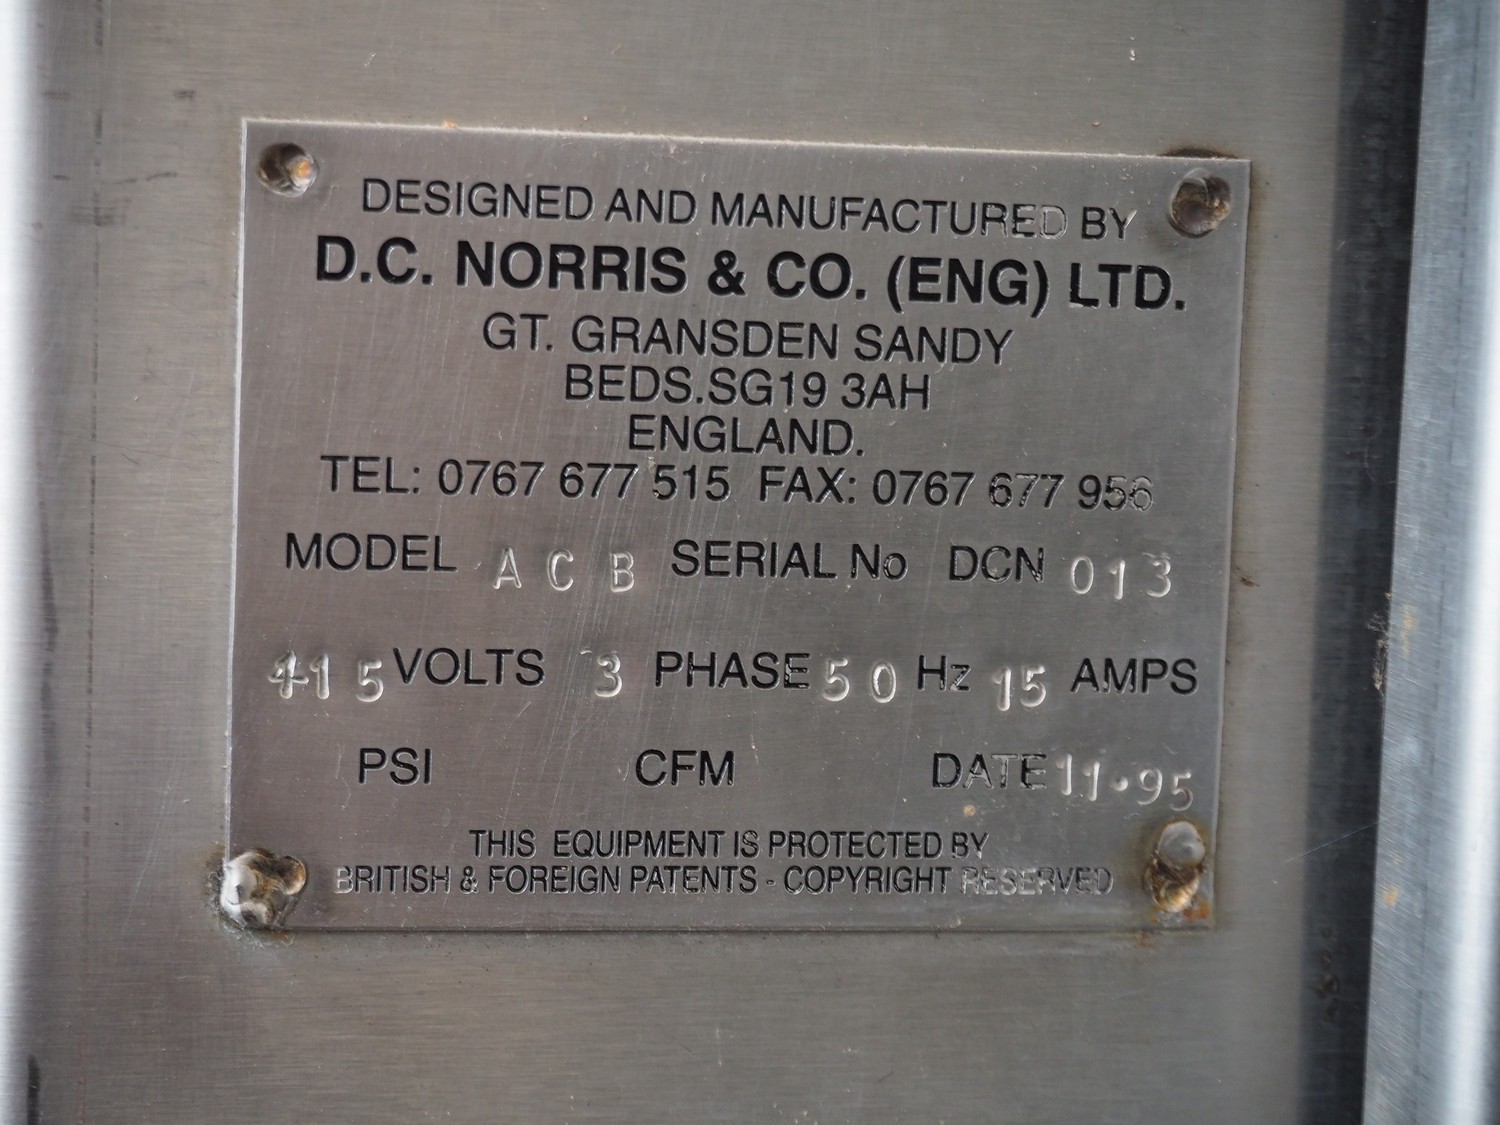 DESIGNED AND MANUFACTURED BY
D.C. NORRIS & CO. (ENG) LTD.
GT. GRANSDEN SANDY
BEDS.SG19 3AH
ENGLAND.
TEL: 0767 677 515 FAX: 0767 677 956
MODEL ACB SERIAL No DCN 013
415 VOLTS 3 PHASE 50 Hz 15 AMPS
PSI CFM DATE 11·95
THIS EQUIPMENT IS PROTECTED BY
BRITISH & FOREIGN PATENTS - COPYRIGHT RESERVED